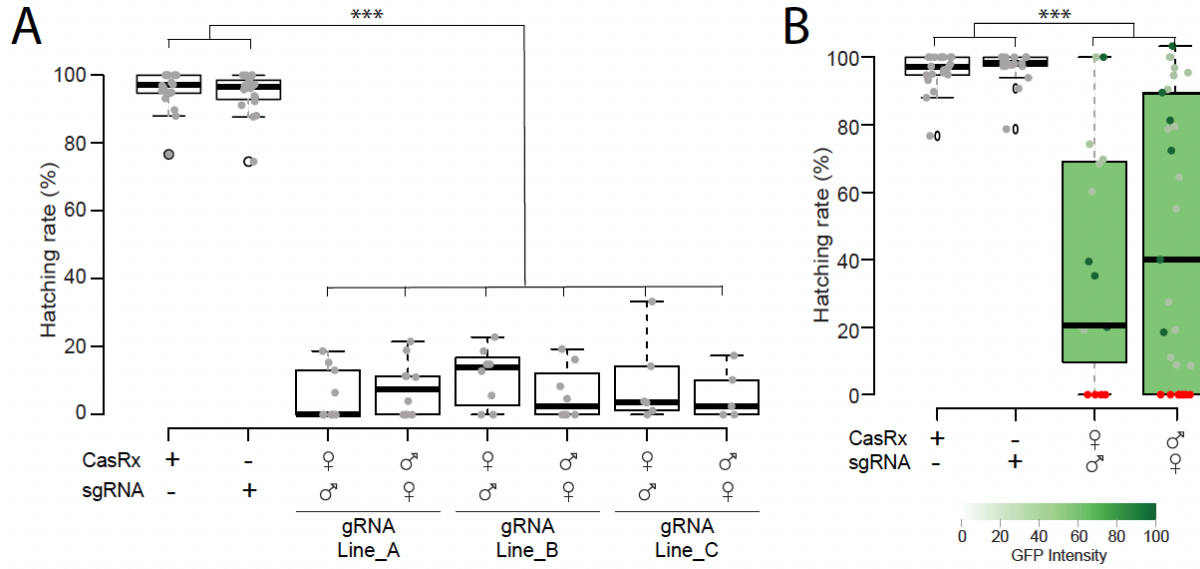 A
***
Hatching rate (%)
100
80
60
40
20
0
CasRx + - ♀ ♂ ♀ ♂ ♀ ♂
sgRNA - + ♂ ♀ ♂ ♀ ♂ ♀
gRNA Line_A
gRNA Line_B
gRNA Line_C
B
***
Hatching rate (%)
100
80
60
40
20
0
CasRx + - ♀ ♂
sgRNA - + ♂ ♀
0 20 40 60 80 100
GFP Intensity